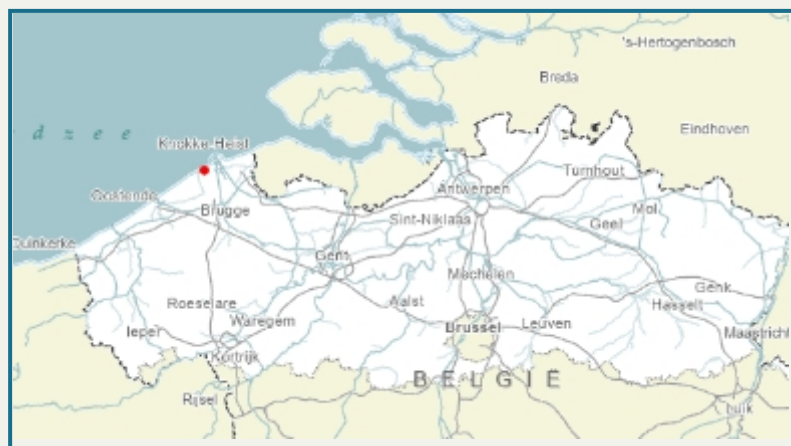 's-Hertogenbosch
Breda
d z e e
Eindhoven
Knokke-Heist
Turnhout
Antwerpen
Oostende
Mol
Brugge
Sint-Niklaas
Geel
Duinkerke
Gent
Mechelen
Genk
Roeselare
Aalst
Hasselt
Waregem
Brussel
Leuven
Ieper
Maastricht
Kortrijk
BELGIË
Rijsel
Luik